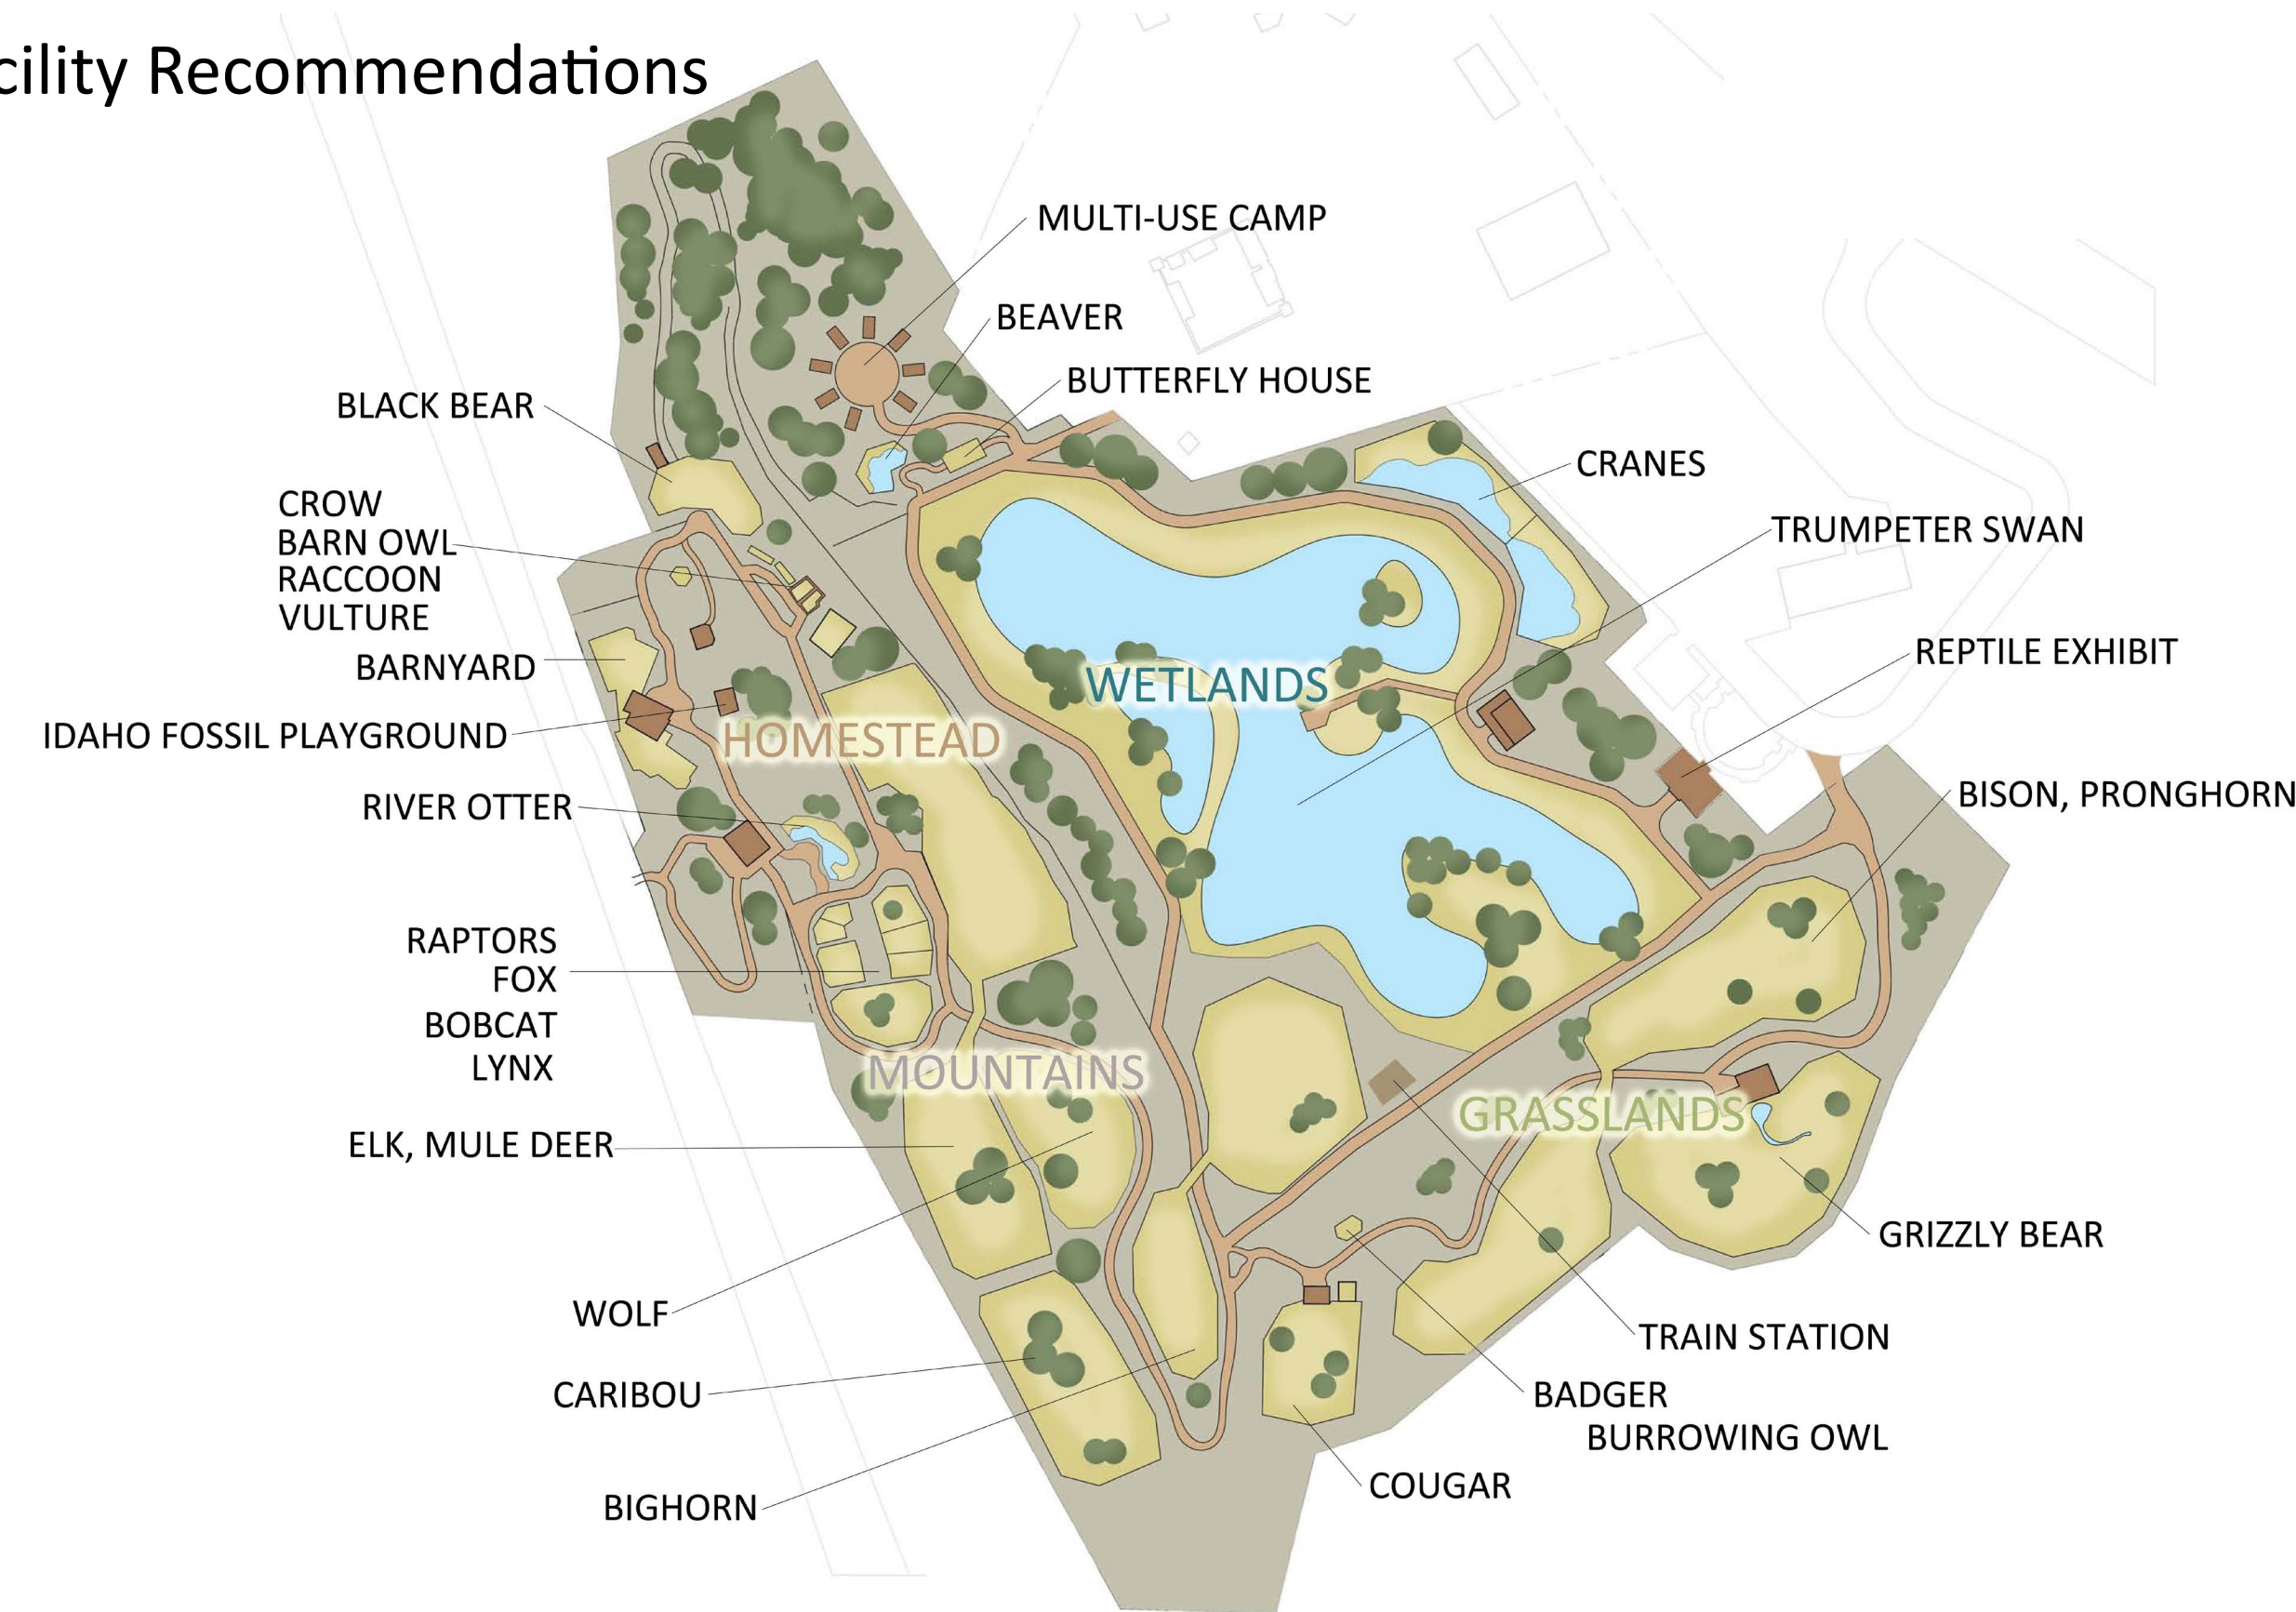 cility Recommendations
MULTI-USE CAMP
BEAVER
BUTTERFLY HOUSE
BLACK BEAR
CRANES
CROW
BARN OWL
RACCOON
VULTURE
TRUMPETER SWAN
BARNYARD
REPTILE EXHIBIT
WETLANDS
IDAHO FOSSIL PLAYGROUND
HOMESTEAD
RIVER OTTER
BISON, PRONGHORN
RAPTORS
FOX
BOBCAT
LYNX
MOUNTAINS
GRASSLANDS
ELK, MULE DEER
GRIZZLY BEAR
WOLF
TRAIN STATION
CARIBOU
BADGER
BURROWING OWL
COUGAR
BIGHORN